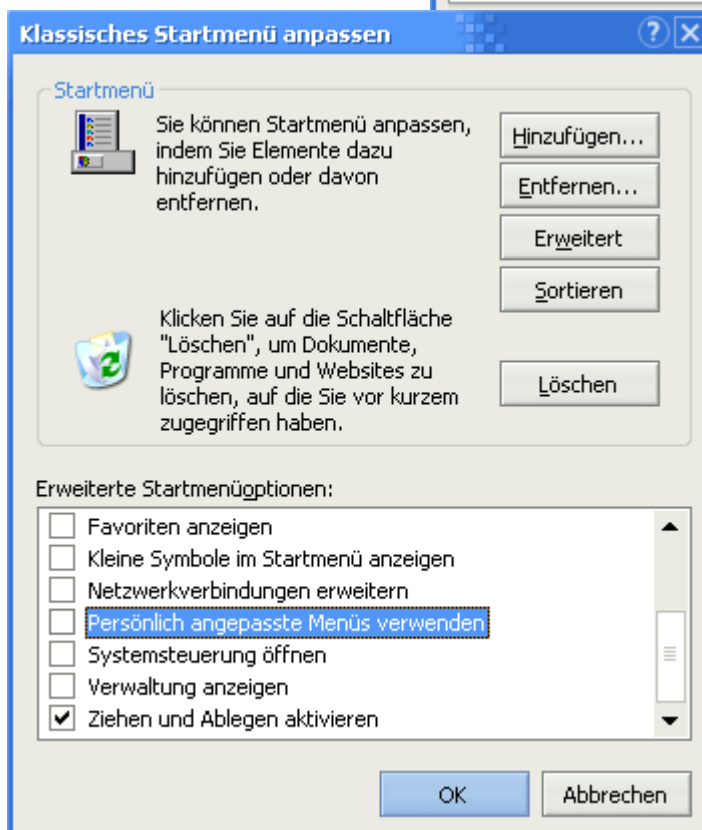 Klassisches Startmenü anpassen
Startmenü
Sie können Startmenü anpassen,
indem Sie Elemente dazu
hinzufügen oder davon
entfernen.
Hinzufügen...
Entfernen...
Erweitert
Sortieren
Klicken Sie auf die Schaltfläche
"Löschen", um Dokumente,
Programme und Websites zu
löschen, auf die Sie vor kurzem
zugegriffen haben.
Löschen
Erweiterte Startmenüoptionen:
Favoriten anzeigen
Kleine Symbole im Startmenü anzeigen
Netzwerkverbindungen erweitern
Persönlich angepasste Menüs verwenden
Systemsteuerung öffnen
Verwaltung anzeigen
Ziehen und Ablegen aktivieren
OK
Abbrechen